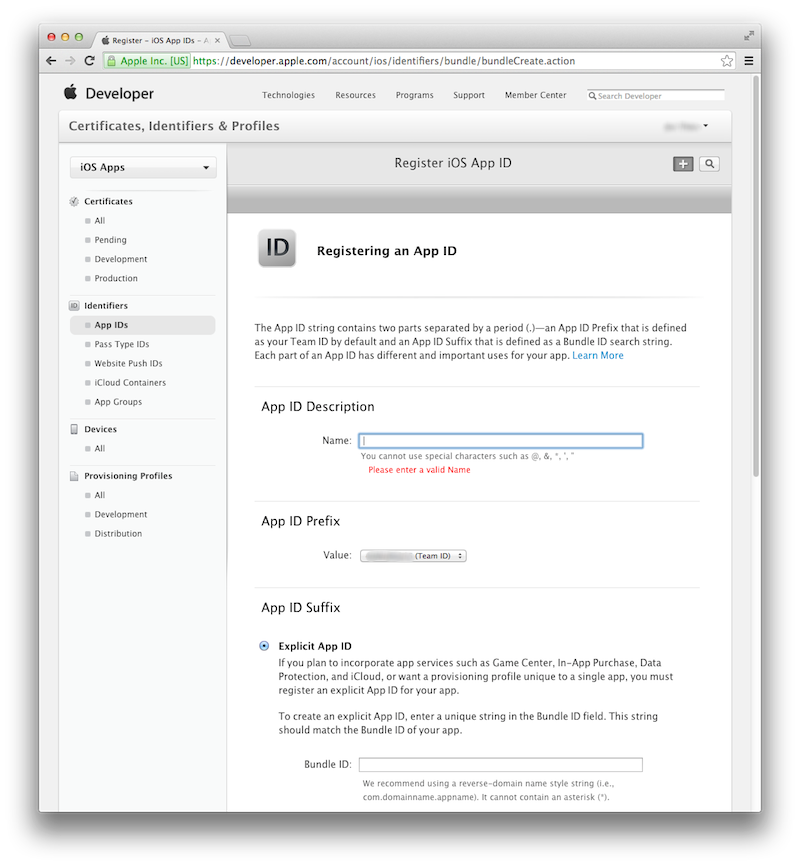 Register - iOS App IDs - A
Apple Inc. [US] https://developer.apple.com/account/ios/identifiers/bundle/bundleCreate.action
Developer
Technologies Resources Programs Support Member Center Search Developer
Certificates, Identifiers & Profiles
iOS Apps
Register iOS App ID
Certificates
All
Pending
Development
Production
Identifiers
App IDs
Pass Type IDs
Website Push IDs
iCloud Containers
App Groups
Devices
All
Provisioning Profiles
All
Development
Distribution
ID
Registering an App ID
The App ID string contains two parts separated by a period (.)—an App ID Prefix that is defined
as your Team ID by default and an App ID Suffix that is defined as a Bundle ID search string.
Each part of an App ID has different and important uses for your app. Learn More
App ID Description
Name:
You cannot use special characters such as @, &, *, ', "
Please enter a valid Name
App ID Prefix
Value: (Team ID)
App ID Suffix
Explicit App ID
If you plan to incorporate app services such as Game Center, In-App Purchase, Data
Protection, and iCloud, or want a provisioning profile unique to a single app, you must
register an explicit App ID for your app.
To create an explicit App ID, enter a unique string in the Bundle ID field. This string
should match the Bundle ID of your app.
Bundle ID:
We recommend using a reverse-domain name style string (i.e.,
com.domainname.appname). It cannot contain an asterisk (*).